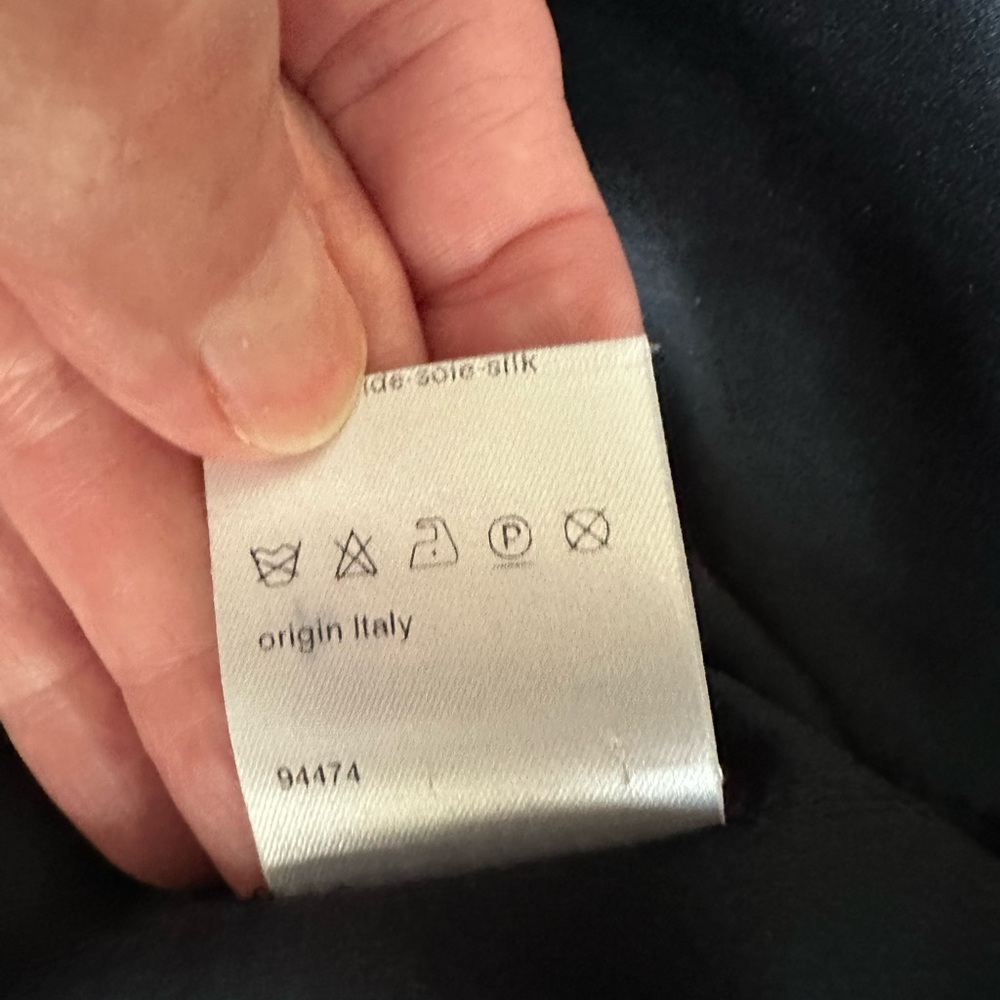 soie-silk
P
origin Italy
94474